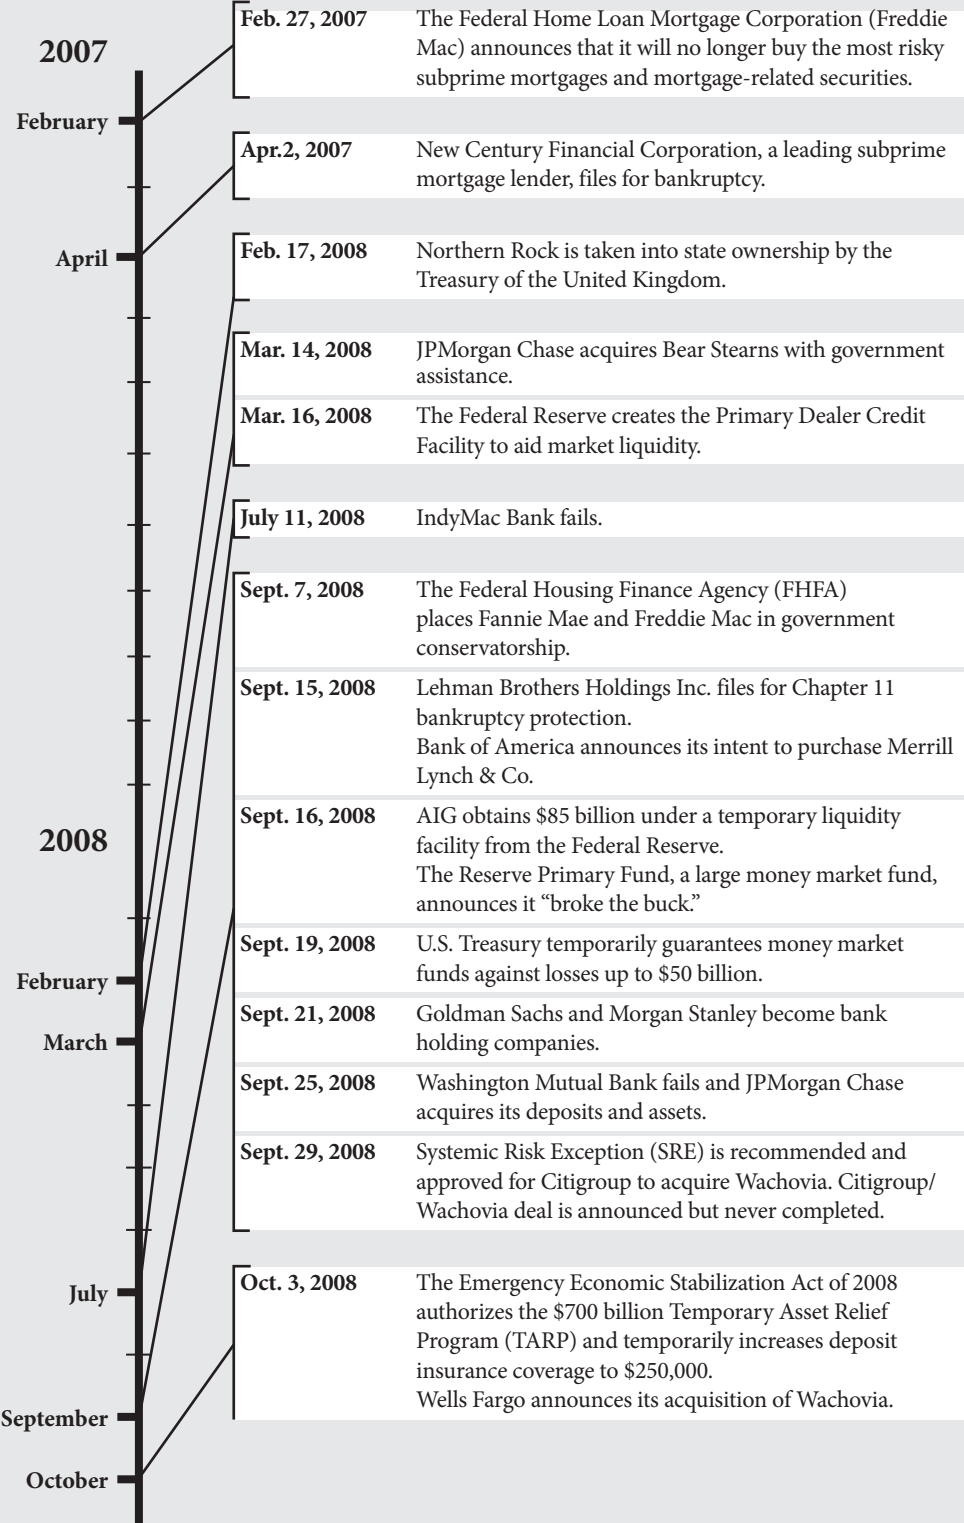 2007
February
April
2008
February
March
July
September
October
Feb. 27, 2007 The Federal Home Loan Mortgage Corporation (Freddie
Mac) announces that it will no longer buy the most risky
subprime mortgages and mortgage-related securities.
Apr.2, 2007 New Century Financial Corporation, a leading subprime
mortgage lender, files for bankruptcy.
Feb. 17, 2008 Northern Rock is taken into state ownership by the
Treasury of the United Kingdom.
Mar. 14, 2008 JPMorgan Chase acquires Bear Stearns with government
assistance.
Mar. 16, 2008 The Federal Reserve creates the Primary Dealer Credit
Facility to aid market liquidity.
July 11, 2008 IndyMac Bank fails.
Sept. 7, 2008 The Federal Housing Finance Agency (FHFA)
places Fannie Mae and Freddie Mac in government
conservatorship.
Sept. 15, 2008 Lehman Brothers Holdings Inc. files for Chapter 11
bankruptcy protection.
Bank of America announces its intent to purchase Merrill
Lynch & Co.
Sept. 16, 2008 AIG obtains $85 billion under a temporary liquidity
facility from the Federal Reserve.
The Reserve Primary Fund, a large money market fund,
announces it “broke the buck.”
Sept. 19, 2008 U.S. Treasury temporarily guarantees money market
funds against losses up to $50 billion.
Sept. 21, 2008 Goldman Sachs and Morgan Stanley become bank
holding companies.
Sept. 25, 2008 Washington Mutual Bank fails and JPMorgan Chase
acquires its deposits and assets.
Sept. 29, 2008 Systemic Risk Exception (SRE) is recommended and
approved for Citigroup to acquire Wachovia. Citigroup/
Wachovia deal is announced but never completed.
Oct. 3, 2008 The Emergency Economic Stabilization Act of 2008
authorizes the $700 billion Temporary Asset Relief
Program (TARP) and temporarily increases deposit
insurance coverage to $250,000.
Wells Fargo announces its acquisition of Wachovia.